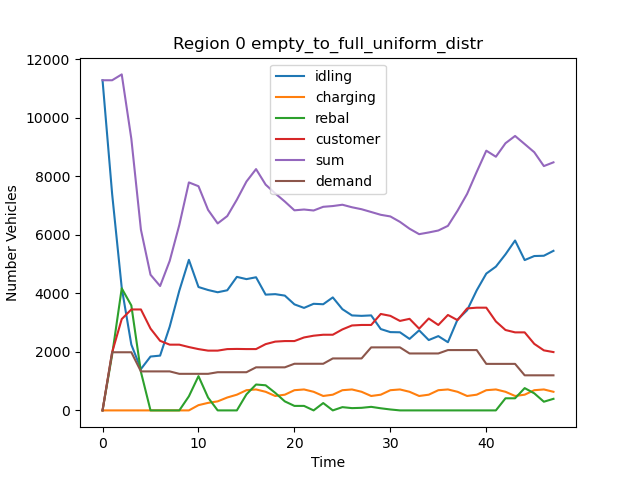 Region 0 empty_to_full_uniform_distr
12000
10000
8000
6000
4000
2000
0
Number Vehicles
idling
charging
rebal
customer
sum
demand
0 10 20 30 40
Time